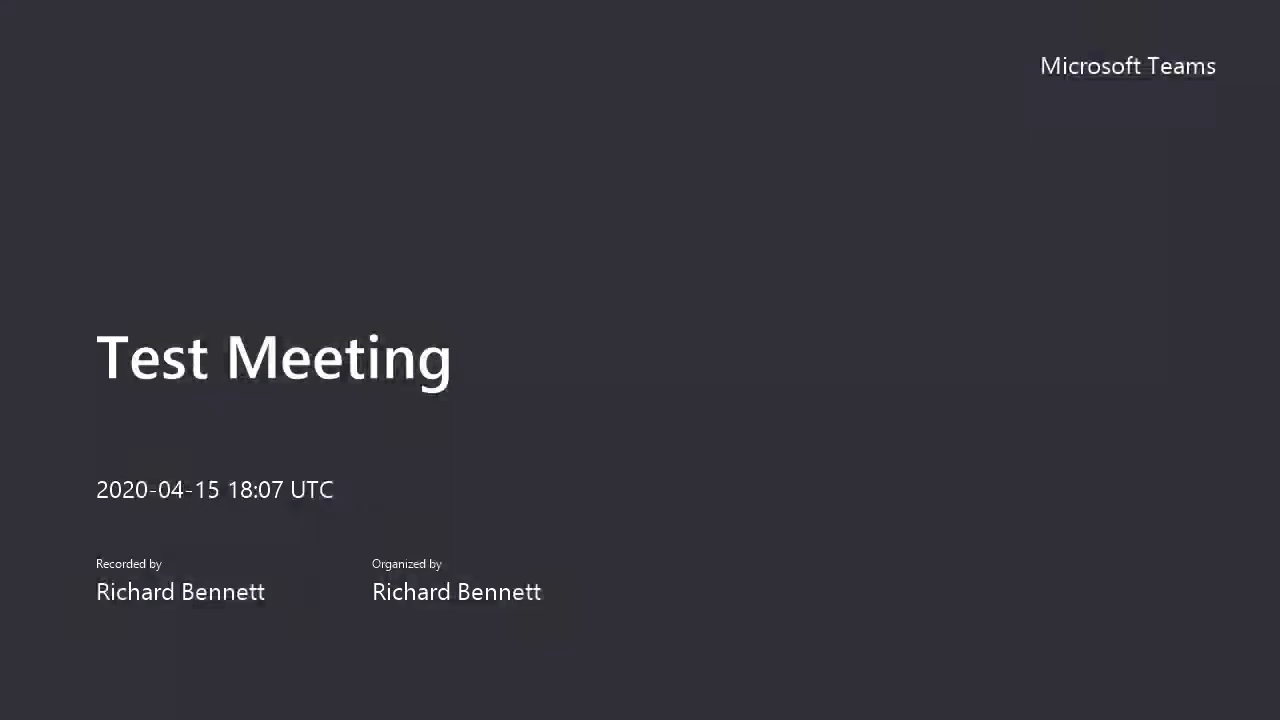 Microsoft Teams
Test Meeting
2020-04-15 18:07 UTC
Recorded by
Richard Bennett
Organized by
Richard Bennett